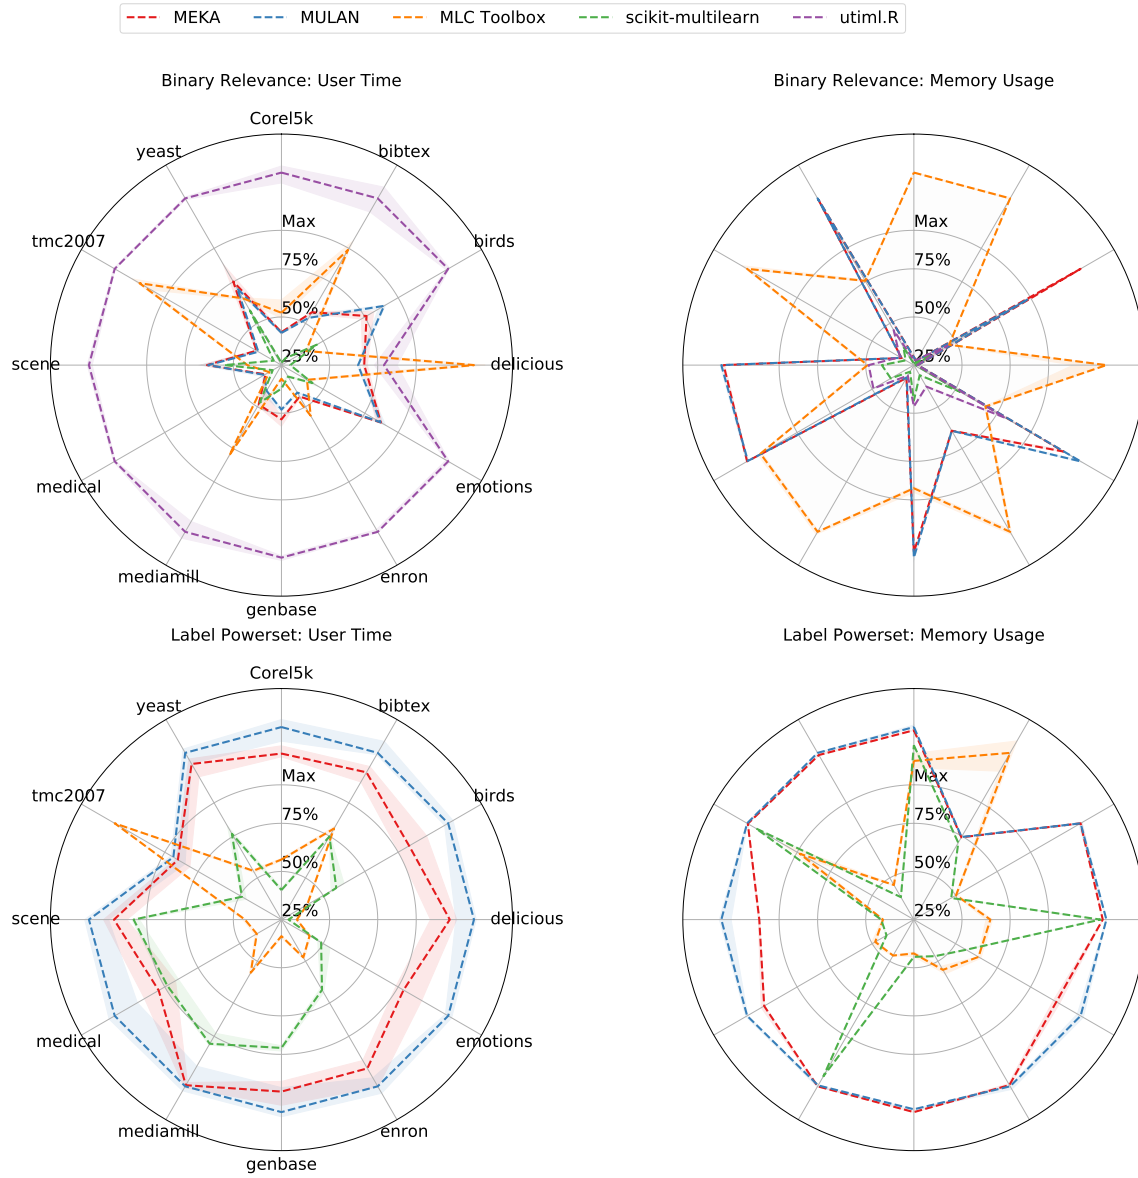 MEKA MULAN MLC Toolbox scikit-multilearn utiml.R
Binary Relevance: User Time
Binary Relevance: Memory Usage
Corel5k
yeast
bibtex
tmc2007
birds
scene
delicious
medical
emotions
mediamill
enron
genbase
Max
75%
50%
25%
Max
75%
50%
25%
Label Powerset: User Time
Label Powerset: Memory Usage
Corel5k
yeast
bibtex
tmc2007
birds
scene
delicious
medical
emotions
mediamill
enron
genbase
Max
75%
50%
25%
Max
75%
50%
25%